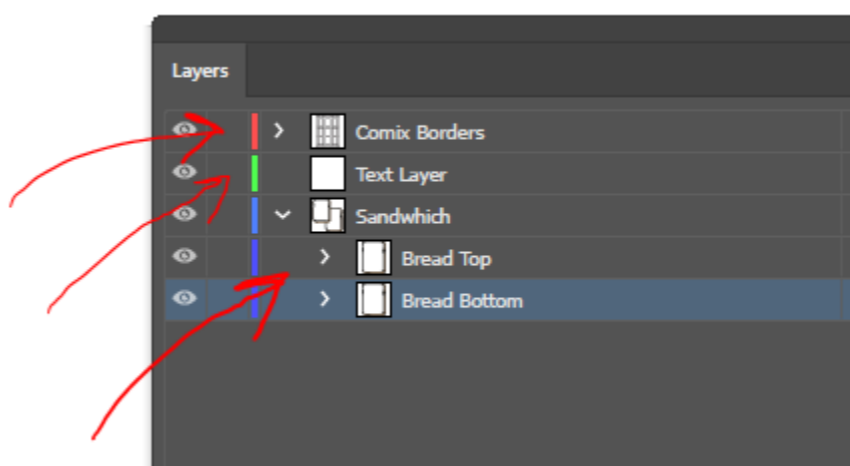 Layers
Comix Borders
Text Layer
Sandwhich
Bread Top
Bread Bottom